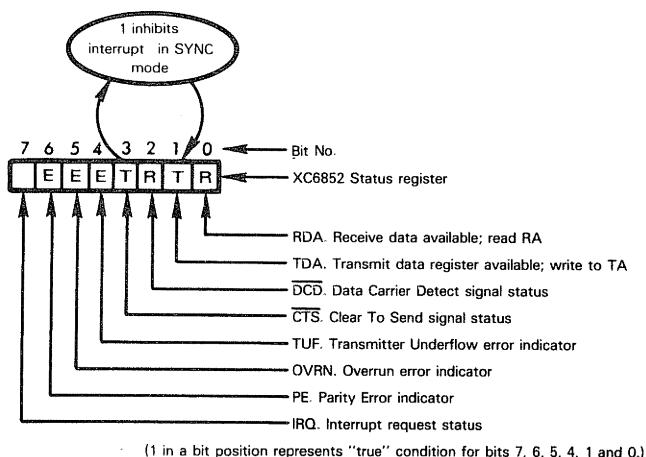 1 inhibits
interrupt in SYNC
mode
7 6 5 4 3 2 1 0 Bit No.
E E E T R T R XC6852 Status register
RDA. Receive data available; read RA
TDA. Transmit data register available; write to TA
D̅C̅D̅. Data Carrier Detect signal status
C̅T̅S̅. Clear To Send signal status
TUF. Transmitter Underflow error indicator
OVRN. Overrun error indicator
PE. Parity Error indicator
IRQ. Interrupt request status
(1 in a bit position represents "true" condition for bits 7, 6, 5, 4, 1 and 0.)